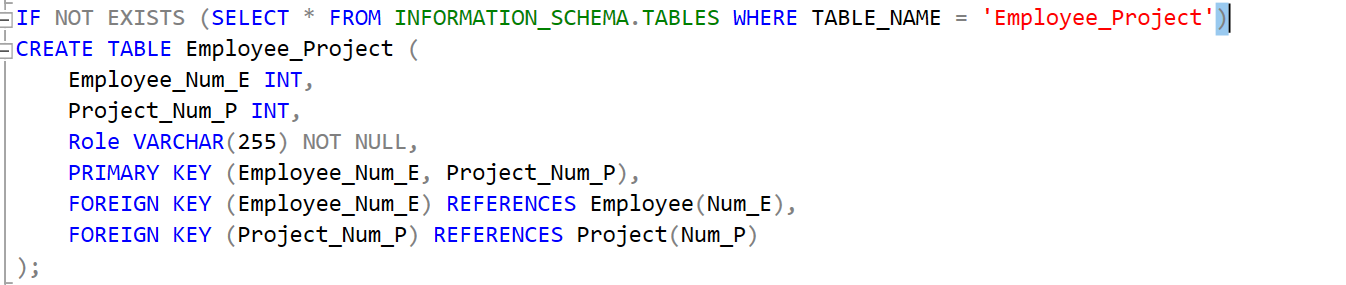 IF NOT EXISTS (SELECT * FROM INFORMATION_SCHEMA.TABLES WHERE TABLE_NAME = 'Employee_Project')
CREATE TABLE Employee_Project (
    Employee_Num_E INT,
    Project_Num_P INT,
    Role VARCHAR(255) NOT NULL,
    PRIMARY KEY (Employee_Num_E, Project_Num_P),
    FOREIGN KEY (Employee_Num_E) REFERENCES Employee(Num_E),
    FOREIGN KEY (Project_Num_P) REFERENCES Project(Num_P)
);